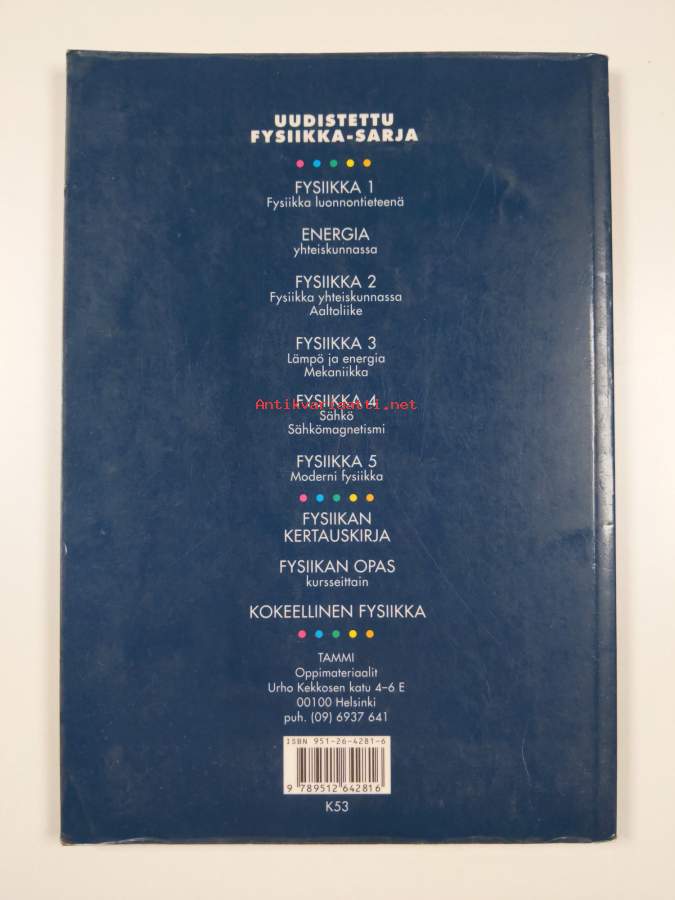 UUDISTETTU
FYSIIKKA-SARJA
FYSIIKKA 1
Fysiikka luonnontieteenä
ENERGIA
yhteiskunnassa
FYSIIKKA 2
Fysiikka yhteiskunnassa
Aaltoliike
FYSIIKKA 3
Lämpö ja energia
Mekaniikka
FYSIIKKA 4
Antikvariaatti.net
Sähkö
Sähkömagnetismi
FYSIIKKA 5
Moderni fysiikka
FYSIIKAN
KERTAUSKIRJA
FYSIIKAN OPAS
kursseittain
KOKEELLINEN FYSIIKKA
TAMMI
Oppimateriaalit
Urho Kekkosen katu 4-6 E
00100 Helsinki
puh. (09) 6937 641
ISBN 951-26-4281-6
9 789512 642816
K53